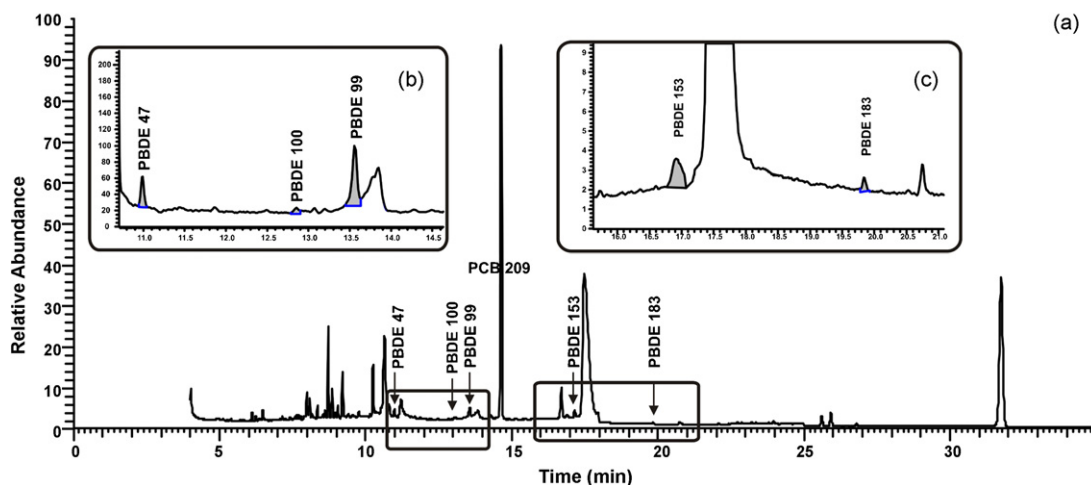 (a)
100
90
80
70
60
50
40
30
20
10
0
Relative Abundance
0
5
10
15
20
25
30
Time (min)
(b)
220
200
180
160
140
120
100
80
60
40
20
0
11.0 11.5 12.0 12.5 13.0 13.5 14.0 14.5
PBDE 47
PBDE 100
PBDE 99
(c)
9
8
7
6
5
4
3
2
1
0
16.0 16.5 17.0 17.5 18.0 18.5 19.0 19.5 20.0 20.5 21.0
PBDE 153
PBDE 183
PCB 209
PBDE 47
PBDE 100
PBDE 99
PBDE 153
PBDE 183